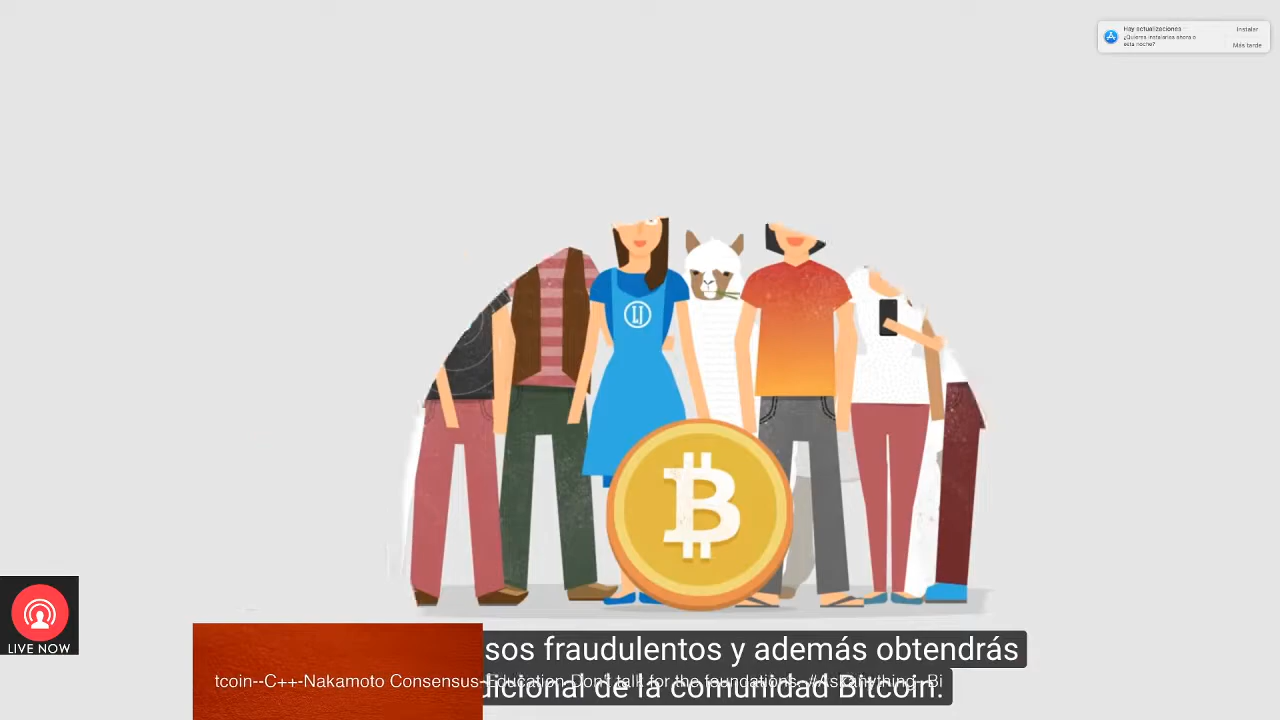 Hay actualizaciones
¿Quieres instalarlas ahora o
esta noche?
Instalar
Más tarde
LJ
LIVE NOW
sos fraudulentos y además obtendrás
dicional de la comunidad Bitcoin.
tcoin--C++-Nakamoto Consensus-Education-Don't talk for the foundations- #Askanything--Bi